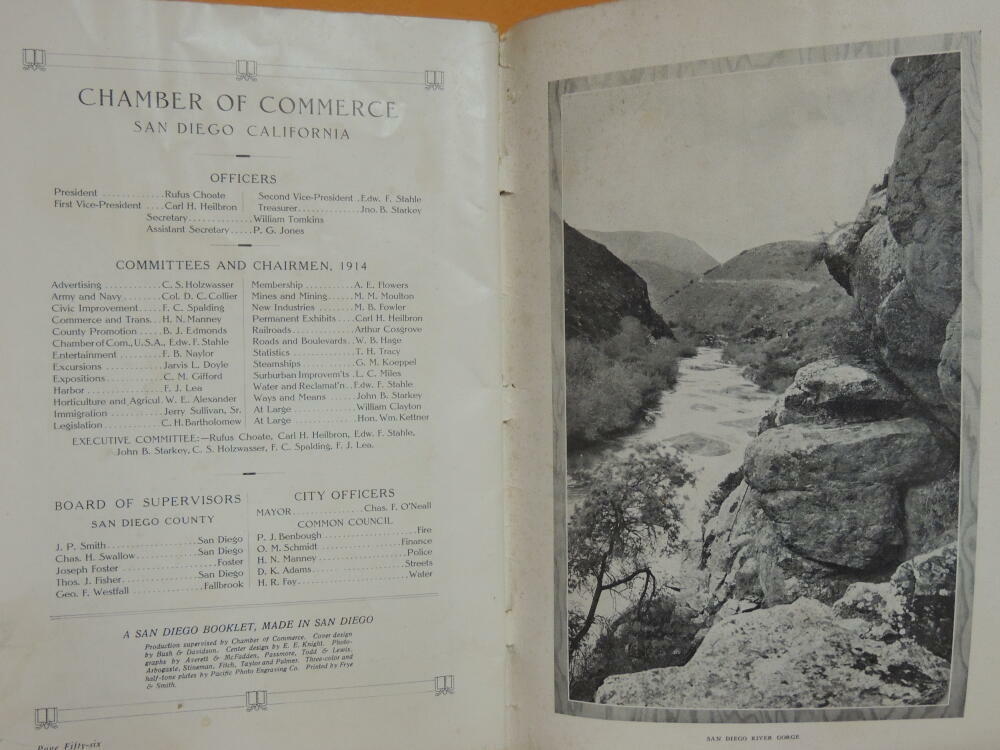 CHAMBER OF COMMERCE
SAN DIEGO CALIFORNIA
OFFICERS
President ............ Rufus Choate
First Vice-President .... Carl H. Heilbron
Second Vice-President . Edw. F. Stahle
Treasurer ............ Jno. B. Starkey
Secretary ............ William Tomkins
Assistant Secretary ..... P. G. Jones
COMMITTEES AND CHAIRMEN, 1914
Advertising ............ C. S. Holzwasser
Army and Navy ........ Col. D. C. Collier
Civic Improvement ..... F. C. Spalding
Commerce and Trans. . H. N. Manney
County Promotion ..... B. J. Edmonds
Chamber of Com., U.S.A., Edw. F. Stahle
Entertainment ........ F. B. Naylor
Excursions ........... Jarvis L. Doyle
Expositions ........... C. M. Gifford
Harbor ............... F. J. Lea
Horticulture and Agricul. W. E. Alexander
Immigration .......... Jerry Sullivan, Sr.
Legislation ........... C. H. Bartholomew
Membership .......... A. E. Flowers
Mines and Mining ..... M. M. Moulton
New Industries ....... M. B. Fowler
Permanent Exhibits ... Carl H. Heilbron
Railroads ............ Arthur Cosgrove
Roads and Boulevards .. W. B. Hage
Statistics ............ T. H. Tracy
Steamships ........... G. M. Koeppel
Surburban Improvem'ts . L. C. Miles
Water and Reclamat'n .. Edw. F. Stahle
Ways and Means ...... John B. Starkey
At Large ............. William Clayton
At Large ............. Hon. Wm. Kettner
EXECUTIVE COMMITTEE:—Rufus Choate, Carl H. Heilbron, Edw. F. Stahle,
John B. Starkey, C. S. Holzwasser, F. C. Spalding, F. J. Lea.
BOARD OF SUPERVISORS
SAN DIEGO COUNTY
J. P. Smith ............ San Diego
Chas. H. Swallow ....... San Diego
Joseph Foster .......... Foster
Thos. J. Fisher ......... San Diego
Geo. F. Westfall ........ Fallbrook
CITY OFFICERS
MAYOR ............ Chas. F. O'Neall
COMMON COUNCIL
P. J. Benbough ............ Fire
O. M. Schmidt ............ Finance
H. N. Manney ............ Police
D. K. Adams ............ Streets
H. R. Fay ............ Water
A SAN DIEGO BOOKLET, MADE IN SAN DIEGO
Production supervised by Chamber of Commerce. Cover design
by Bush & Davidson. Center design by E. E. Knight. Photo-
graphs by Averett & McFadden, Passmore, Todd & Lewis,
Arbogaste, Stineman, Fitch, Taylor and Palmer. Three-color and
half-tone plates by Pacific Photo Engraving Co. Printed by Frye
& Smith.
Page Fifty-six
SAN DIEGO RIVER GORGE